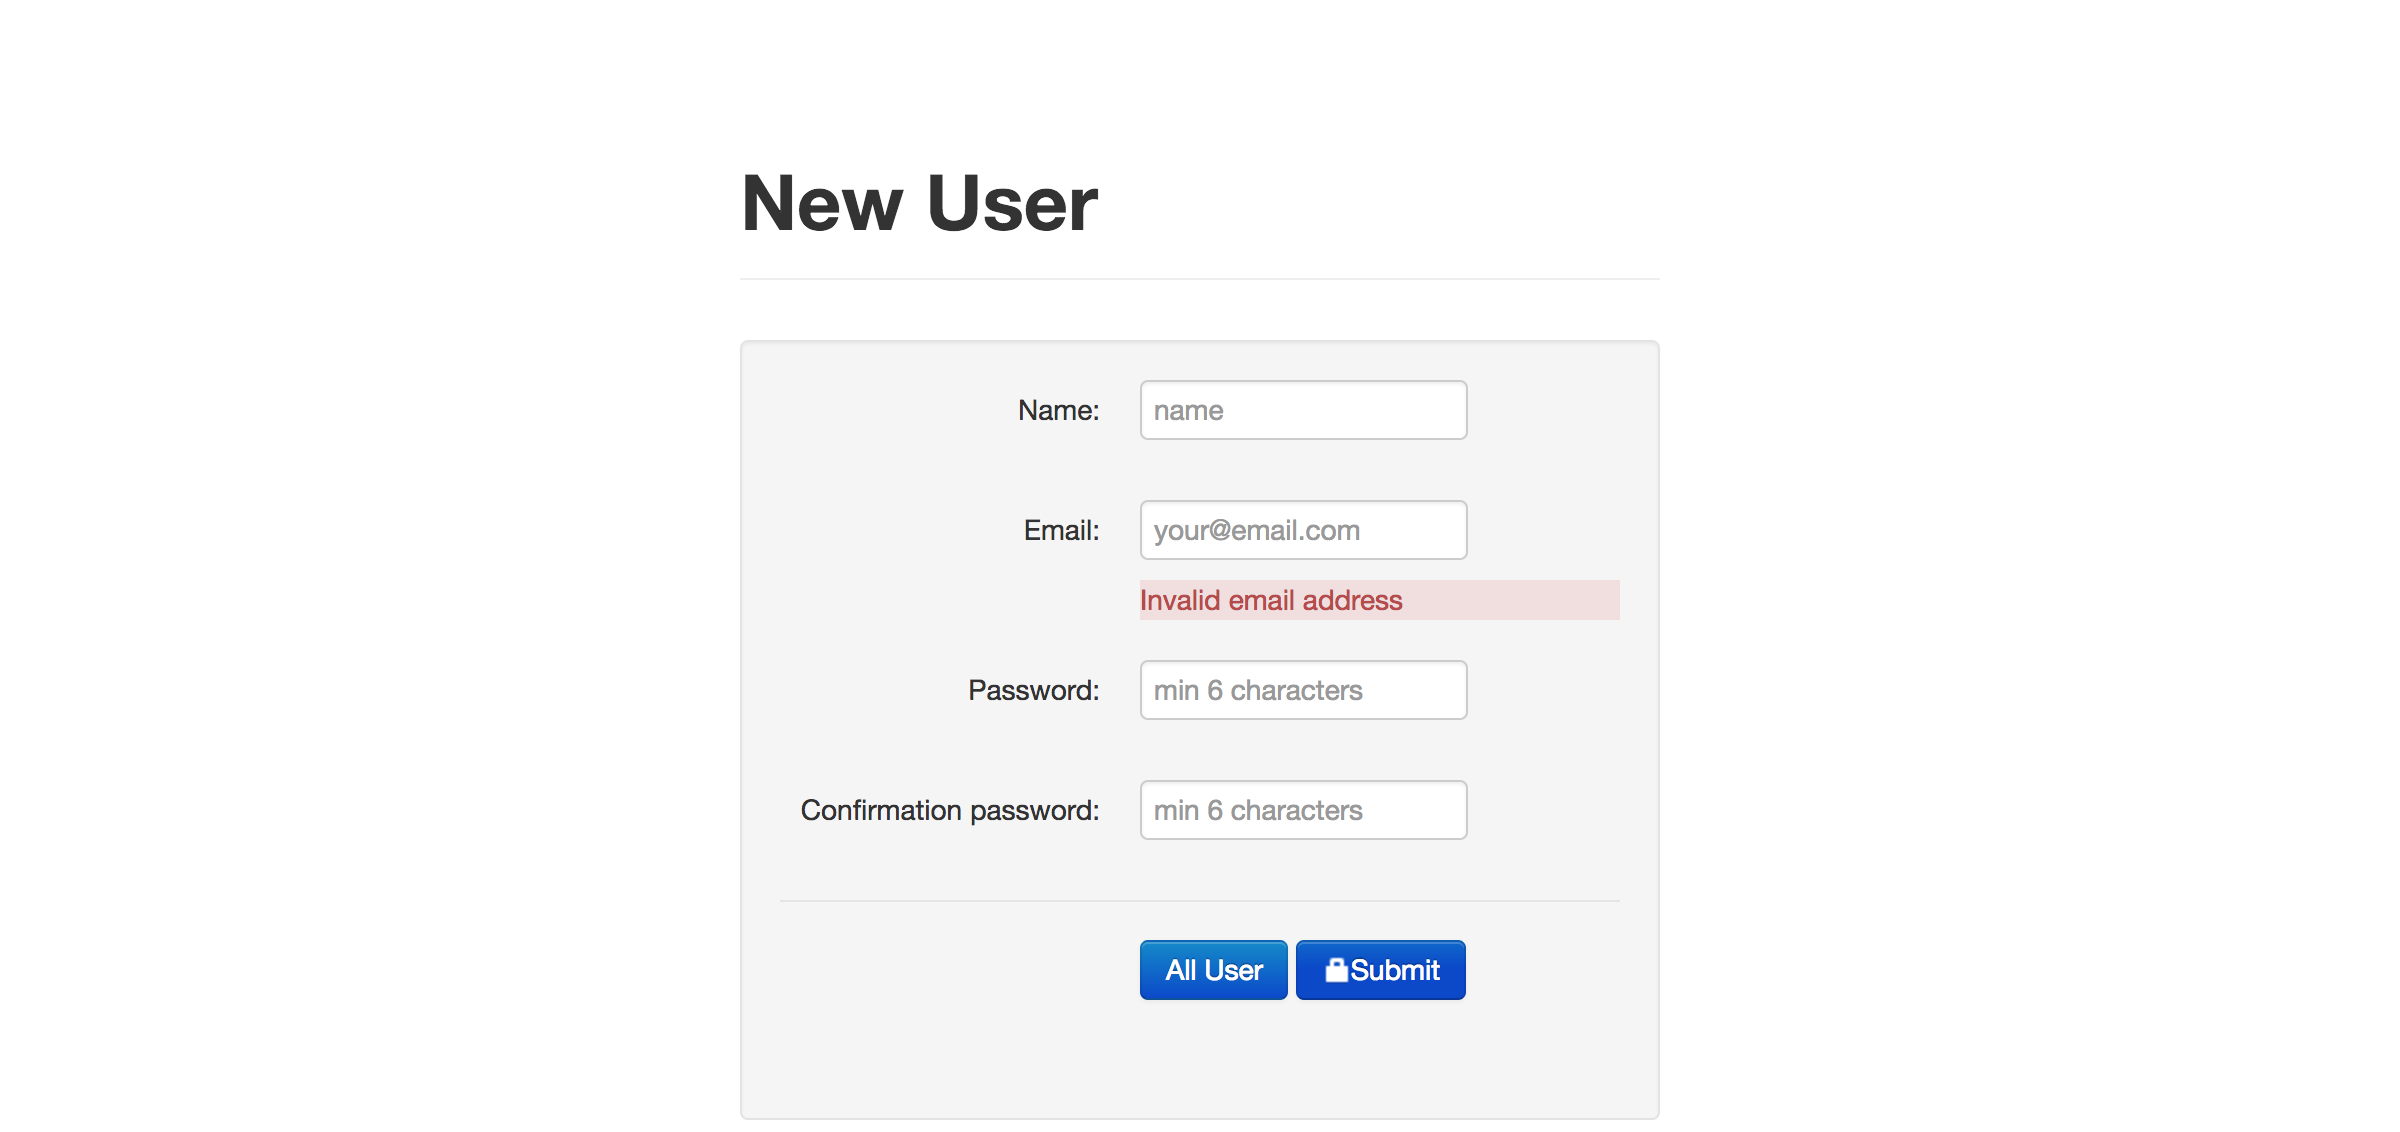 New User
Name: name
Email: your@email.com
Invalid email address
Password: min 6 characters
Confirmation password: min 6 characters
All User Submit